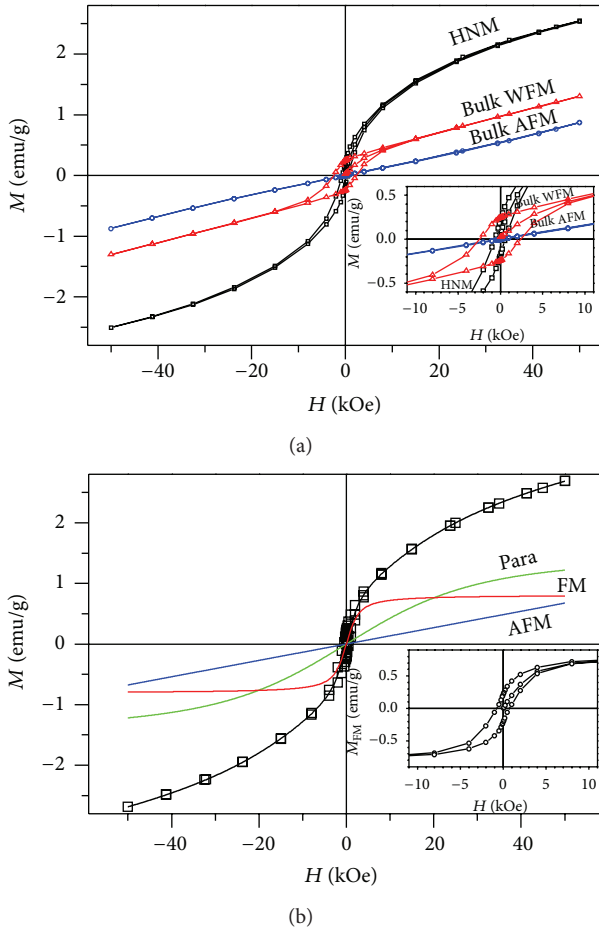 HNM
2
Bulk WFM
1
Bulk AFM
M (emu/g)
0
0.5
Bulk WFM
−1
Bulk AFM
M (emu/g)
0.0
−2
−0.5
HNM
−10 −5 0 5 10
H (kOe)
−40 −20 0 20 40
H (kOe)
(a)
2
Para
1
FM
AFM
M (emu/g)
0
0.5
−1
M_FM (emu/g)
0.0
−2
−0.5
−10 −5 0 5 10
H (kOe)
−40 −20 0 20 40
H (kOe)
(b)